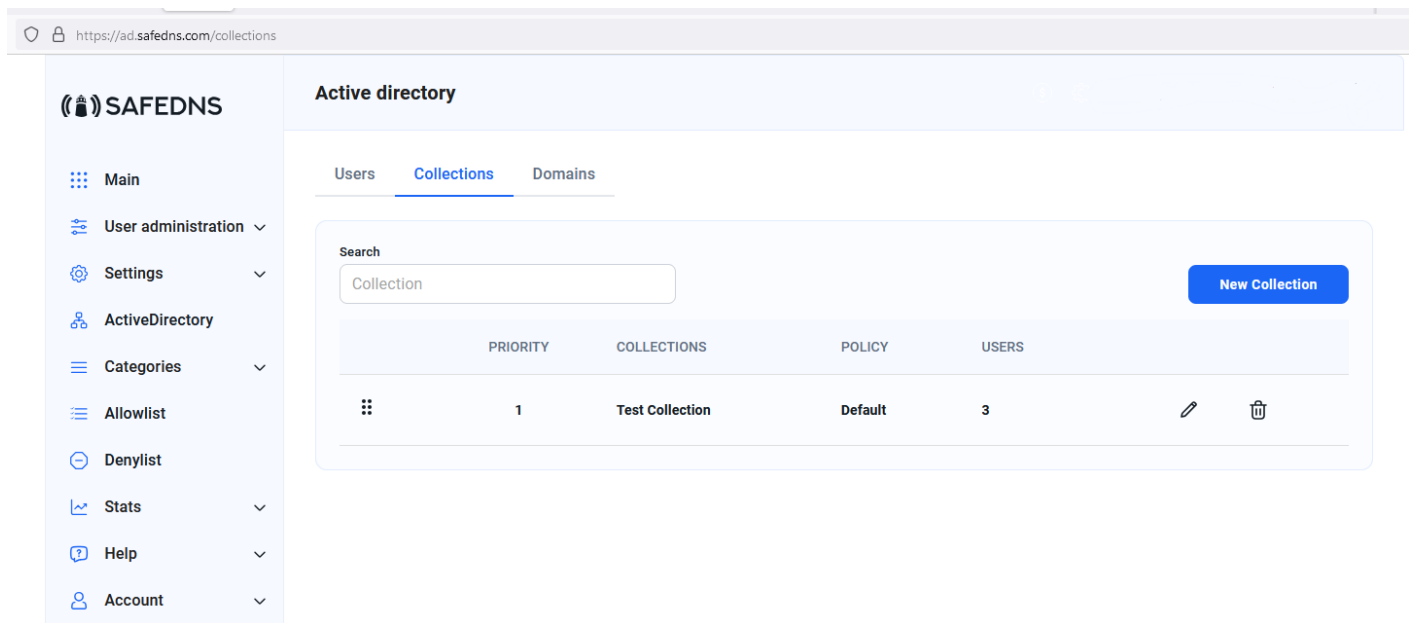 https://ad.safedns.com/collections
SAFEDNS
Main
User administration
Settings
ActiveDirectory
Categories
Allowlist
Denylist
Stats
Help
Account
Active directory
Users Collections Domains
Search
Collection
New Collection
PRIORITY COLLECTIONS POLICY USERS
1 Test Collection Default 3